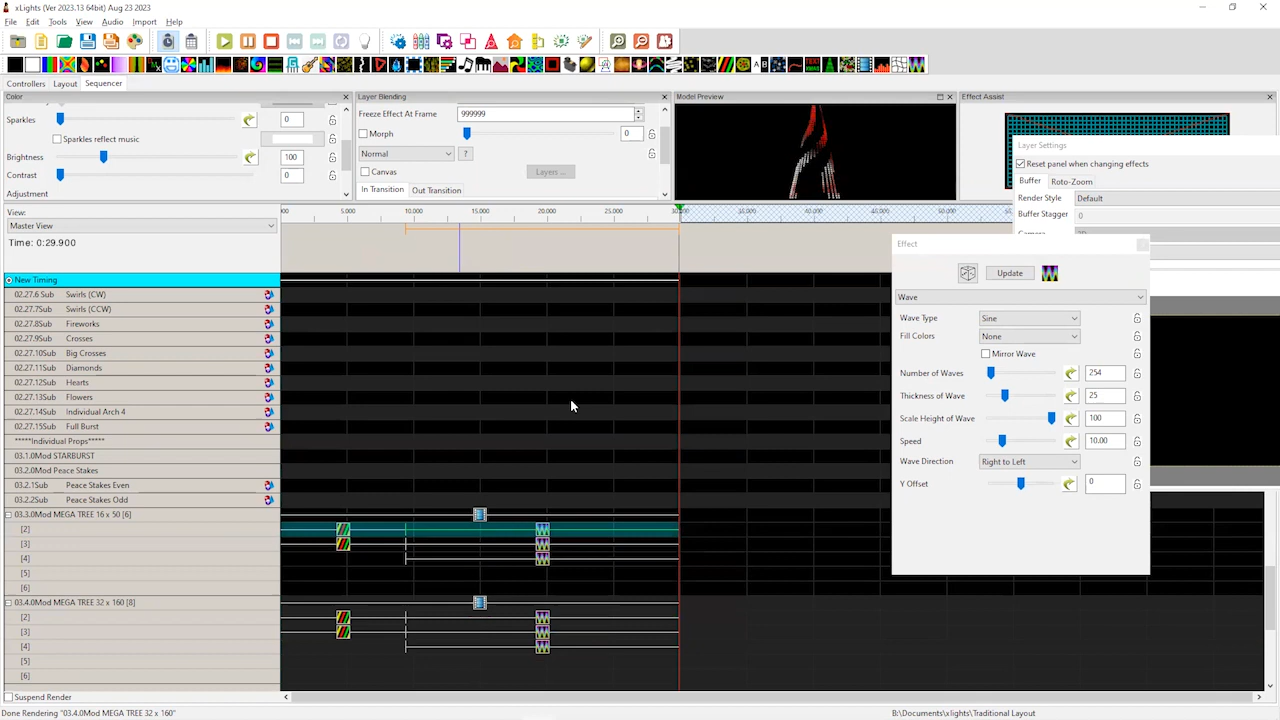 xLights (Ver 2023.13 64bit) Aug 23 2023
File Edit Tools View Audio Import Help
Controllers Layout Sequencer
Color
Sparkles 0
Sparkles reflect music
Brightness 100
Contrast 0
Adjustment
Layer Blending
Freeze Effect At Frame 999999
Morph 0
Normal ?
Canvas Layers ...
In Transition Out Transition
Model Preview
Effect Assist
Layer Settings
Reset panel when changing effects
Buffer Roto-Zoom
Render Style Default
Buffer Stagger 0
View:
Master View
Time: 0:29.900
5.000 10.000 15.000 20.000 25.000
New Timing
02.27.6 Sub Swirls (CW)
02.27.7Sub Swirls (CCW)
02.27.8Sub Fireworks
02.27.9Sub Crosses
02.27.10Sub Big Crosses
02.27.11Sub Diamonds
02.27.12Sub Hearts
02.27.13Sub Flowers
02.27.14Sub Individual Arch 4
02.27.15Sub Full Burst
*****Individual Props*****
03.1.0Mod STARBURST
03.2.0Mod Peace Stakes
03.2.1Sub Peace Stakes Even
03.2.2Sub Peace Stakes Odd
03.3.0Mod MEGA TREE 16 x 50 [6]
[2]
[3]
[4]
[5]
[6]
03.4.0Mod MEGA TREE 32 x 160 [8]
[2]
[3]
[4]
[5]
[6]
Effect
Update
Wave
Wave Type Sine
Fill Colors None
Mirror Wave
Number of Waves 254
Thickness of Wave 25
Scale Height of Wave 100
Speed 10.00
Wave Direction Right to Left
Y Offset 0
Suspend Render
Done Rendering "03.4.0Mod MEGA TREE 32 x 160"
B:\Documents\xlights\Traditional Layout